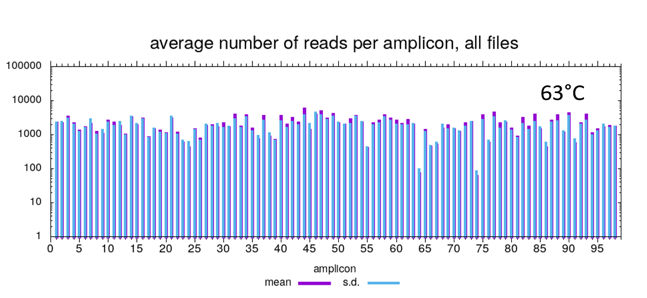 average number of reads per amplicon, all files
63°C
100000
10000
1000
100
10
1
0 5 10 15 20 25 30 35 40 45 50 55 60 65 70 75 80 85 90 95
amplicon
mean s.d.